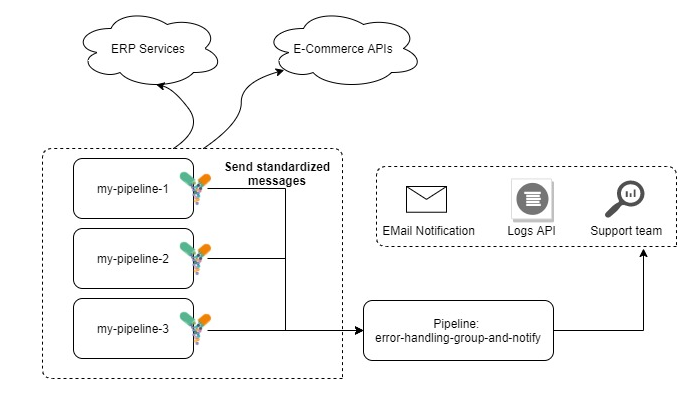 ERP Services
E-Commerce APIs
Send standardized
messages
my-pipeline-1
my-pipeline-2
my-pipeline-3
EMail Notification
Logs API
Support team
Pipeline:
error-handling-group-and-notify